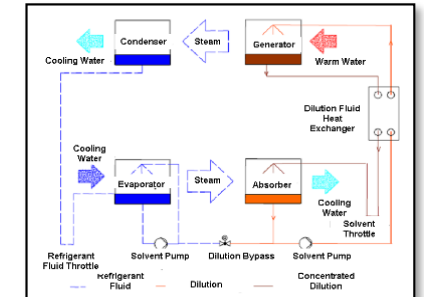 Condenser
Steam
Generator
Cooling Water
Warm Water
Dilution Fluid
Heat
Exchanger
Cooling
Water
Evaporator
Steam
Absorber
Cooling
Water
Solvent
Throttle
Refrigerant
Fluid Throttle
Solvent Pump
Dilution Bypass
Solvent Pump
Refrigerant
Fluid
Dilution
Concentrated
Dilution